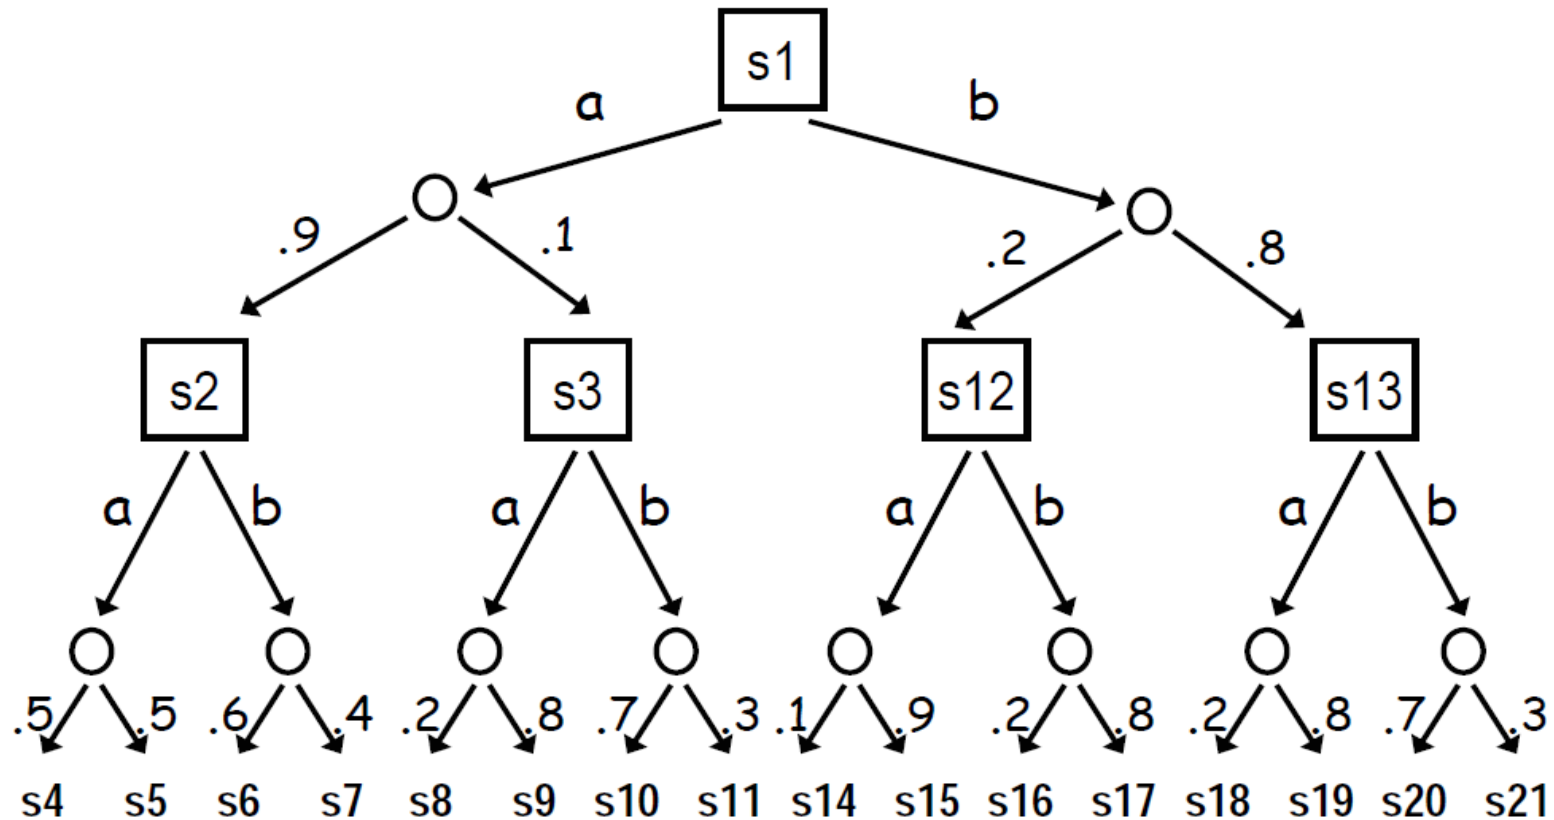 s1
a b
.9 .1 .2 .8
s2 s3 s12 s13
a b a b a b a b
.5 .5 .6 .4 .2 .8 .7 .3 .1 .9 .2 .8 .2 .8 .7 .3
s4 s5 s6 s7 s8 s9 s10 s11 s14 s15 s16 s17 s18 s19 s20 s21